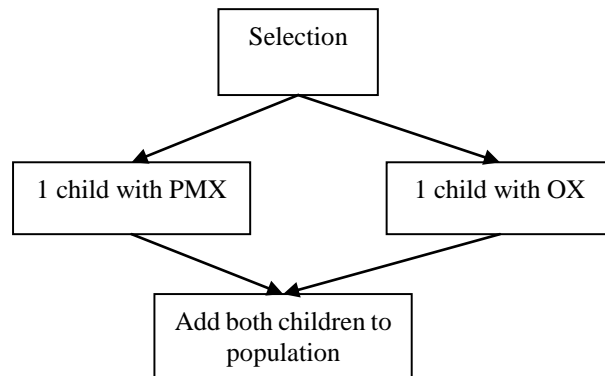 Selection
1 child with PMX
1 child with OX
Add both children to
population